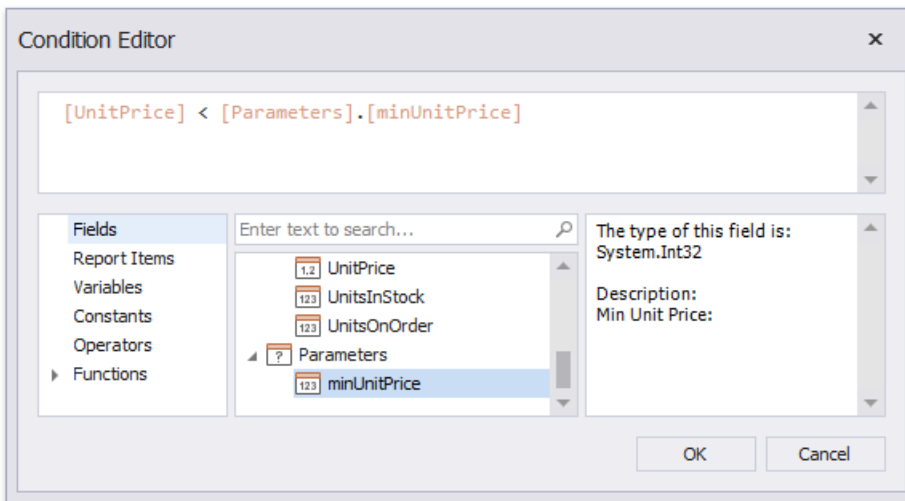 Condition Editor
[UnitPrice] < [Parameters].[minUnitPrice]
Fields
Report Items
Variables
Constants
Operators
Functions
Enter text to search...
1.2 UnitPrice
123 UnitsInStock
123 UnitsOnOrder
? Parameters
123 minUnitPrice
The type of this field is:
System.Int32
Description:
Min Unit Price:
OK
Cancel